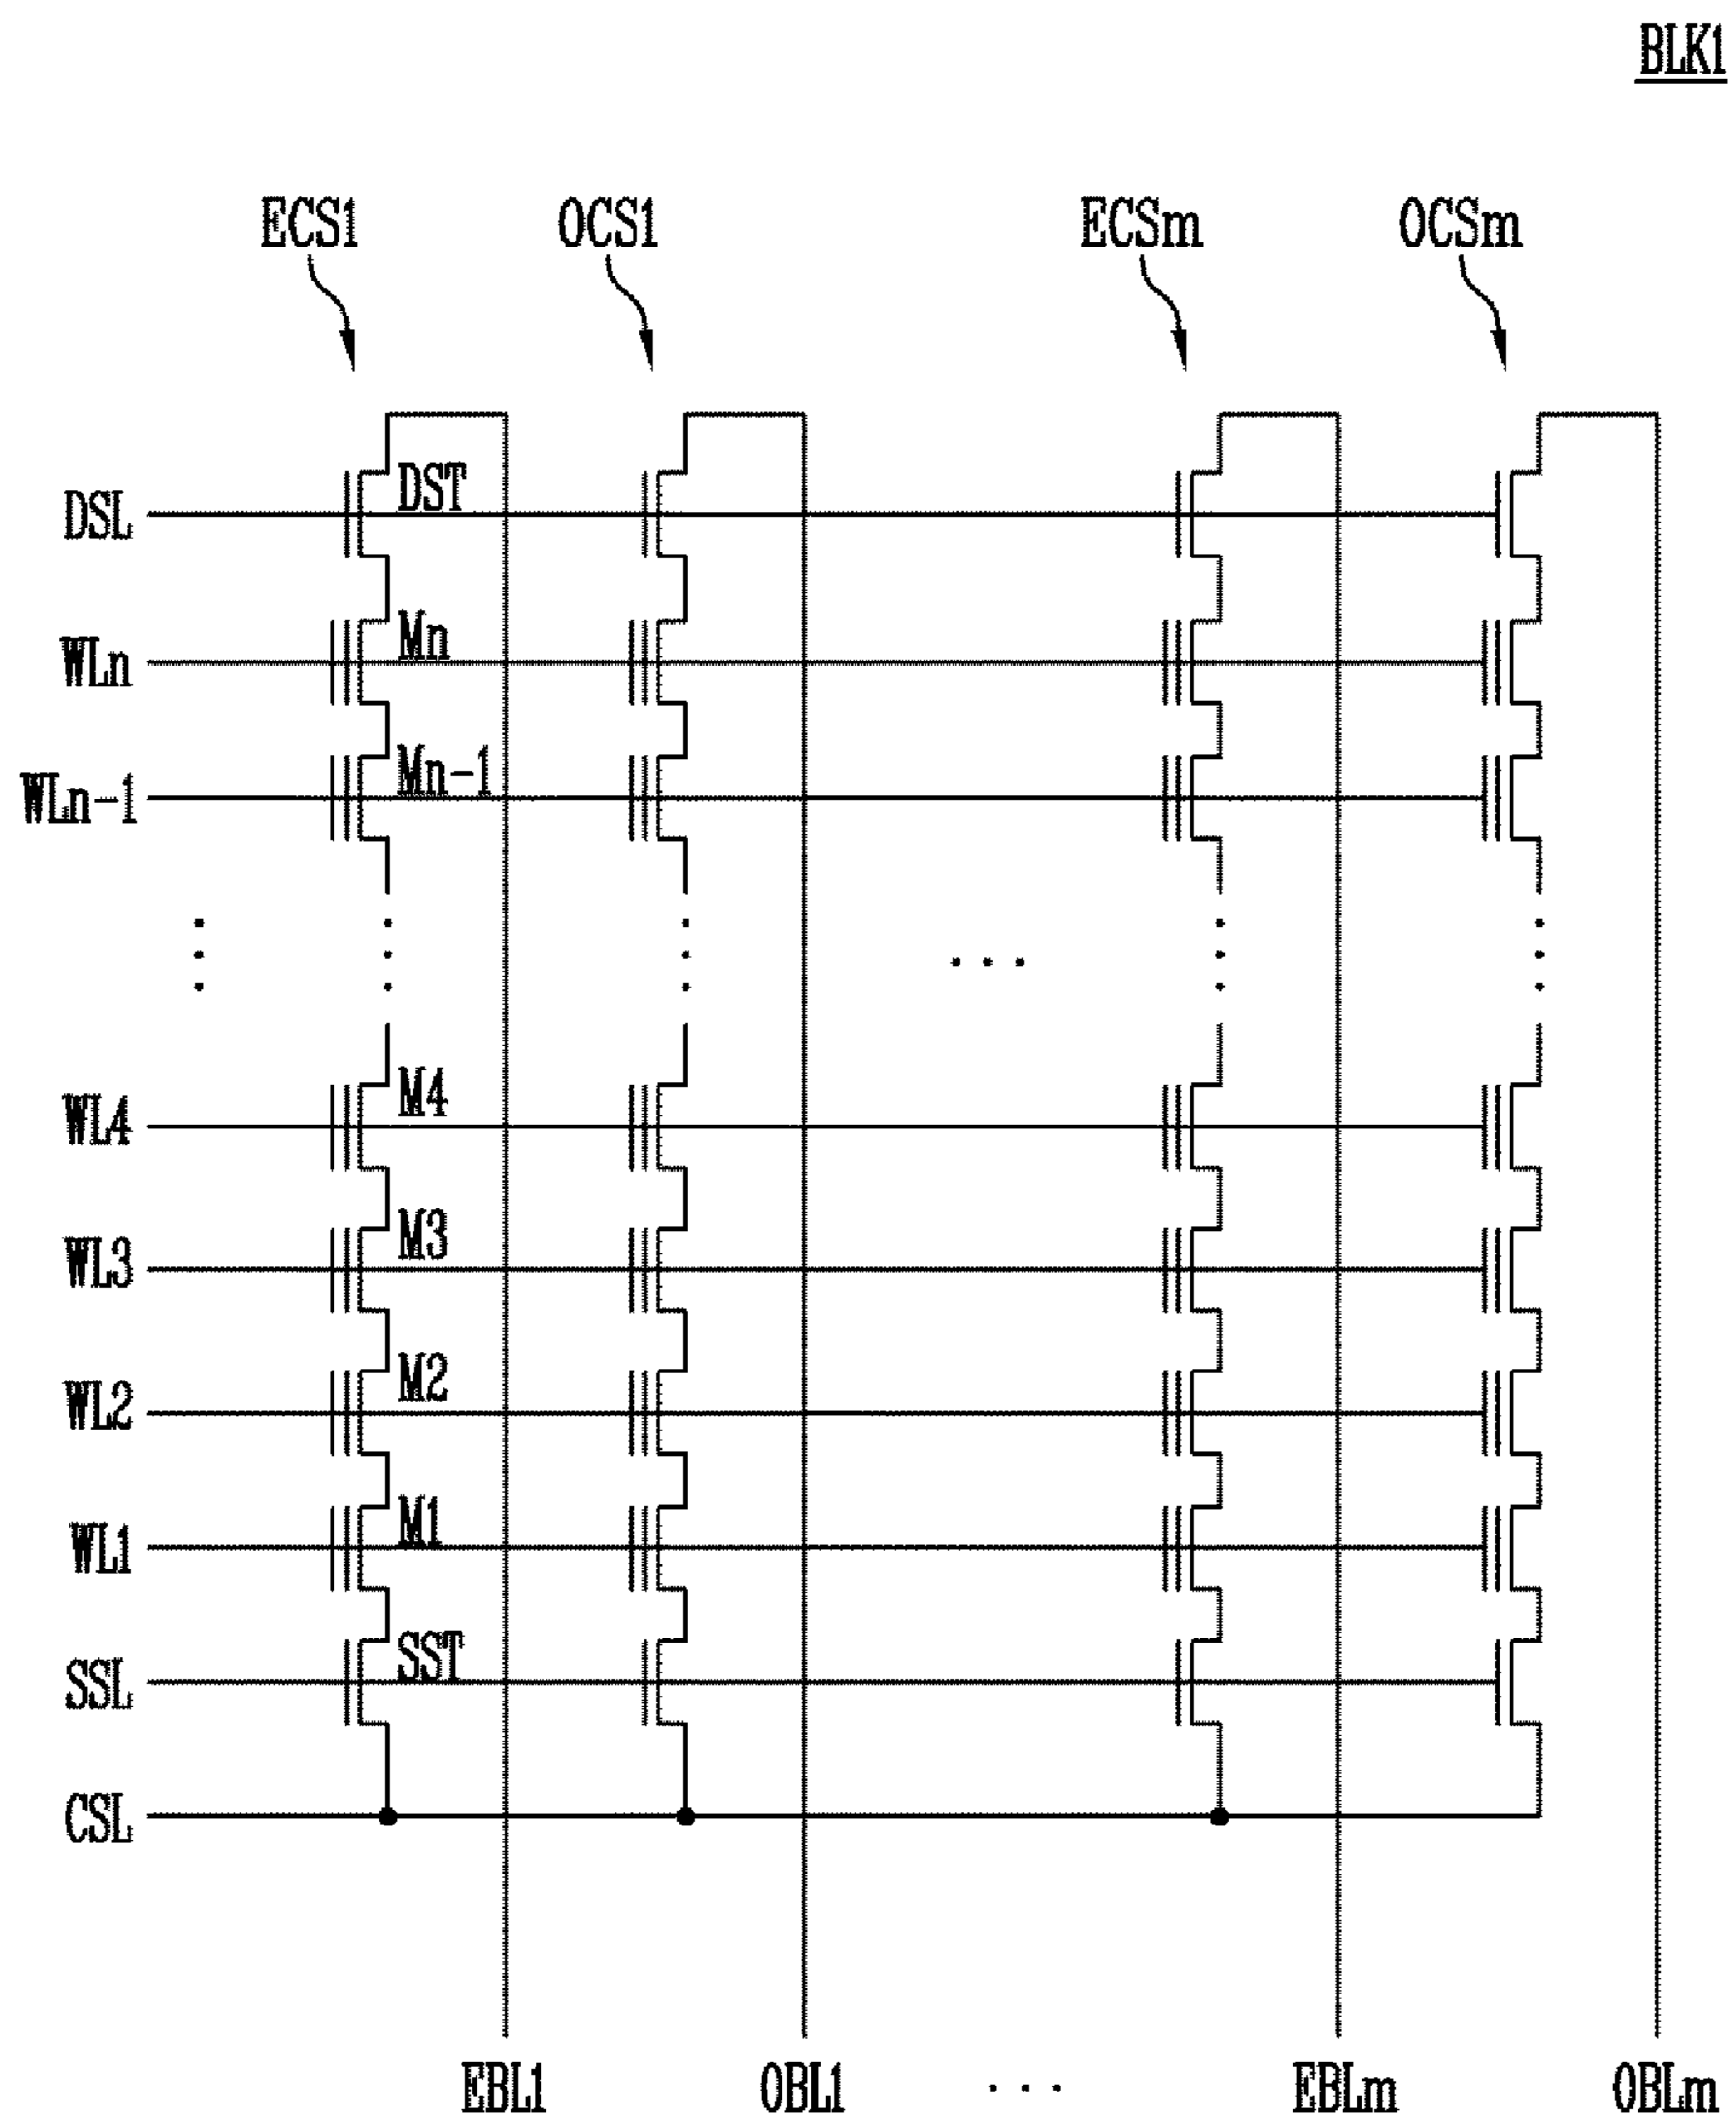 BLK1
ECS1 OCS1 ECSm OCSm
DSL DST
WLn Mn
WLn-1 Mn-1
WL4 M4
WL3 M3
WL2 M2
WL1 M1
SSL SST
CSL
EBL1 OBL1 ... EBLm OBLm